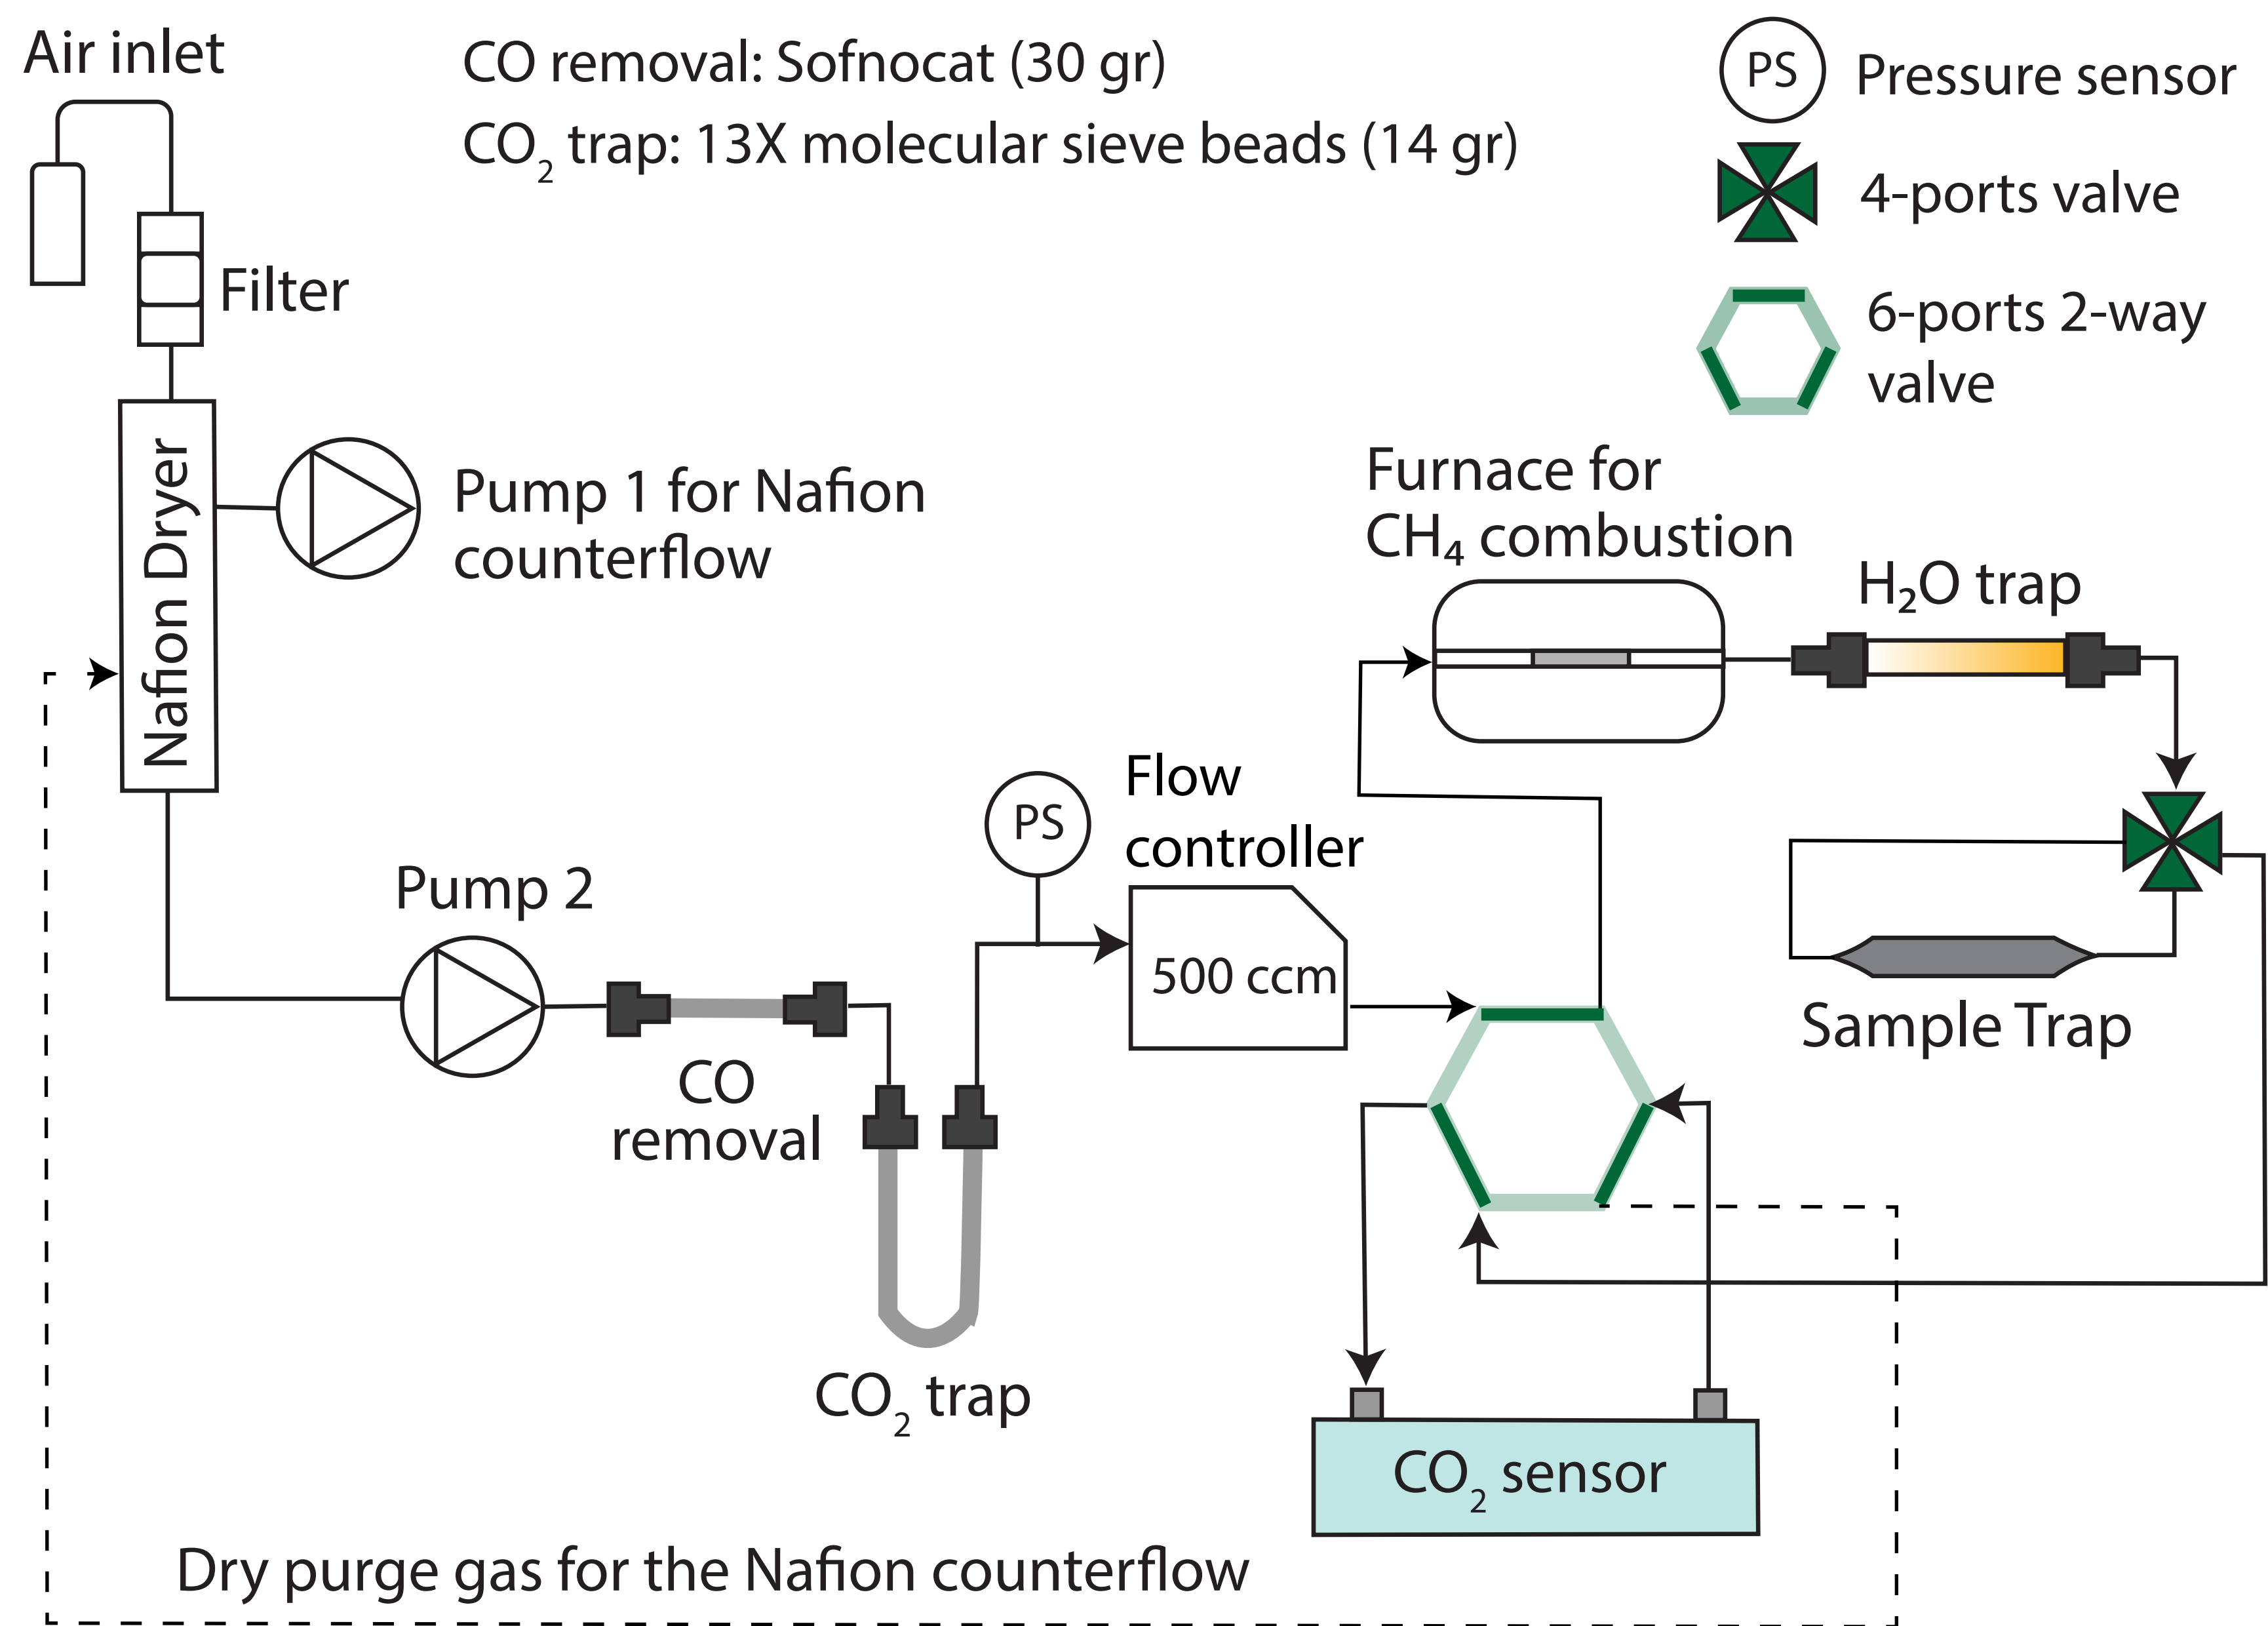 Air inlet
CO removal: Sofnocat (30 gr)
CO₂ trap: 13X molecular sieve beads (14 gr)
PS
Pressure sensor
4-ports valve
6-ports 2-way
valve
Filter
Nafion Dryer
Pump 1 for Nafion
counterflow
Furnace for
CH₄ combustion
H₂O trap
Flow
controller
PS
500 ccm
Pump 2
CO
removal
Sample Trap
CO₂ trap
CO₂ sensor
Dry purge gas for the Nafion counterflow